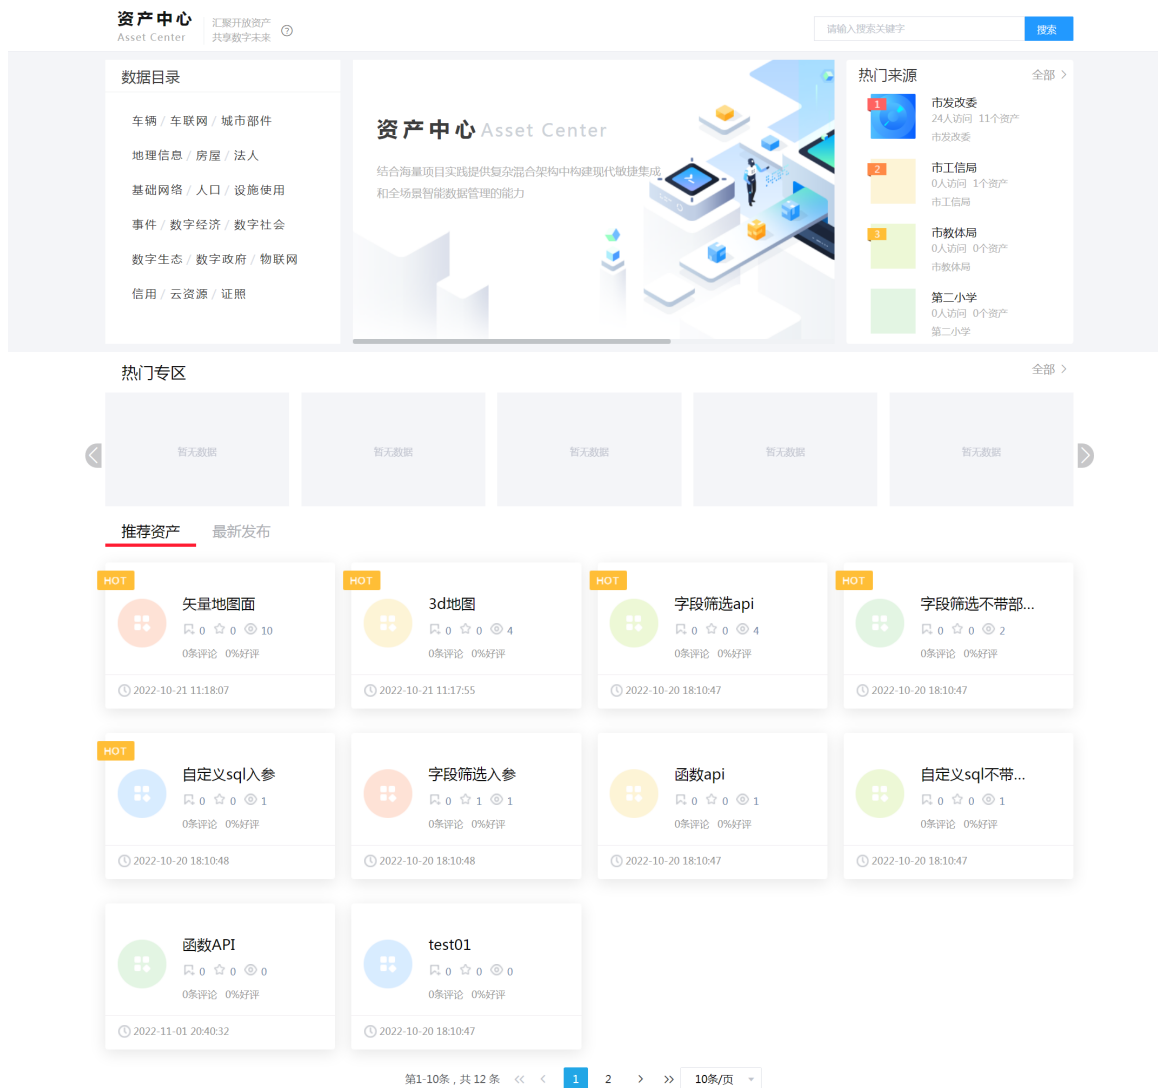 资产中心
Asset Center
汇聚开放资产
共享数字未来
?
请输入搜索关键字
搜索
数据目录
车辆 / 车联网 / 城市部件
地理信息 / 房屋 / 法人
基础网络 / 人口 / 设施使用
事件 / 数字经济 / 数字社会
数字生态 / 数字政府 / 物联网
信用 / 云资源 / 证照
资产中心 Asset Center
结合海量项目实践提供复杂混合架构中构建现代敏捷集成
和全场景智能数据管理的能力
热门来源
全部
1
市发改委
24人访问 11个资产
市发改委
2
市工信局
0人访问 1个资产
市工信局
3
市教体局
0人访问 0个资产
市教体局
第二小学
0人访问 0个资产
第二小学
热门专区
全部
暂无数据
暂无数据
暂无数据
暂无数据
暂无数据
推荐资产
最新发布
HOT
矢量地图面
0 0 10
0条评论 0%好评
2022-10-21 11:18:07
HOT
3d地图
0 0 4
0条评论 0%好评
2022-10-21 11:17:55
HOT
字段筛选api
0 0 4
0条评论 0%好评
2022-10-20 18:10:47
HOT
字段筛选不带部...
0 0 2
0条评论 0%好评
2022-10-20 18:10:47
HOT
自定义sql入参
0 0 1
0条评论 0%好评
2022-10-20 18:10:48
字段筛选入参
0 1 1
0条评论 0%好评
2022-10-20 18:10:48
函数api
0 0 1
0条评论 0%好评
2022-10-20 18:10:47
自定义sql不带...
0 0 1
0条评论 0%好评
2022-10-20 18:10:47
函数API
0 0 0
0条评论 0%好评
2022-11-01 20:40:32
test01
0 0 0
0条评论 0%好评
2022-10-20 18:10:47
第1-10条，共 12 条
1
2
10条/页